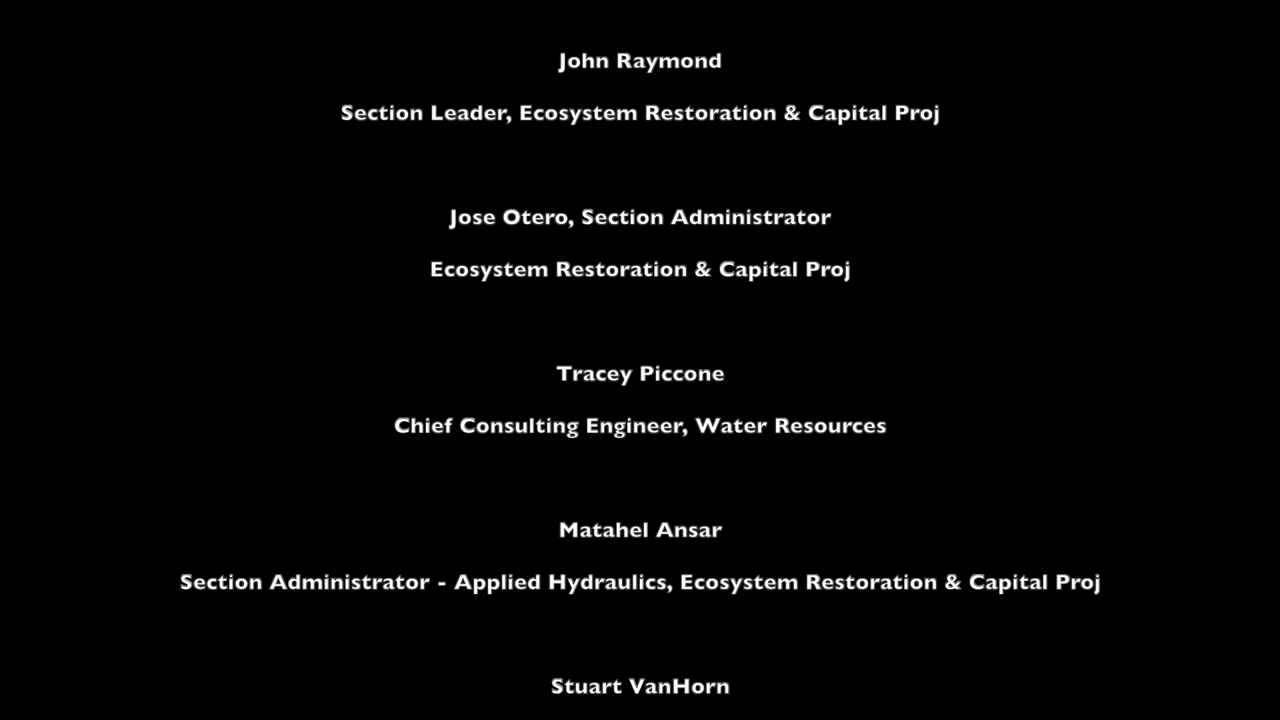 John Raymond
Section Leader, Ecosystem Restoration & Capital Proj
Jose Otero, Section Administrator
Ecosystem Restoration & Capital Proj
Tracey Piccone
Chief Consulting Engineer, Water Resources
Matahel Ansar
Section Administrator - Applied Hydraulics, Ecosystem Restoration & Capital Proj
Stuart VanHorn